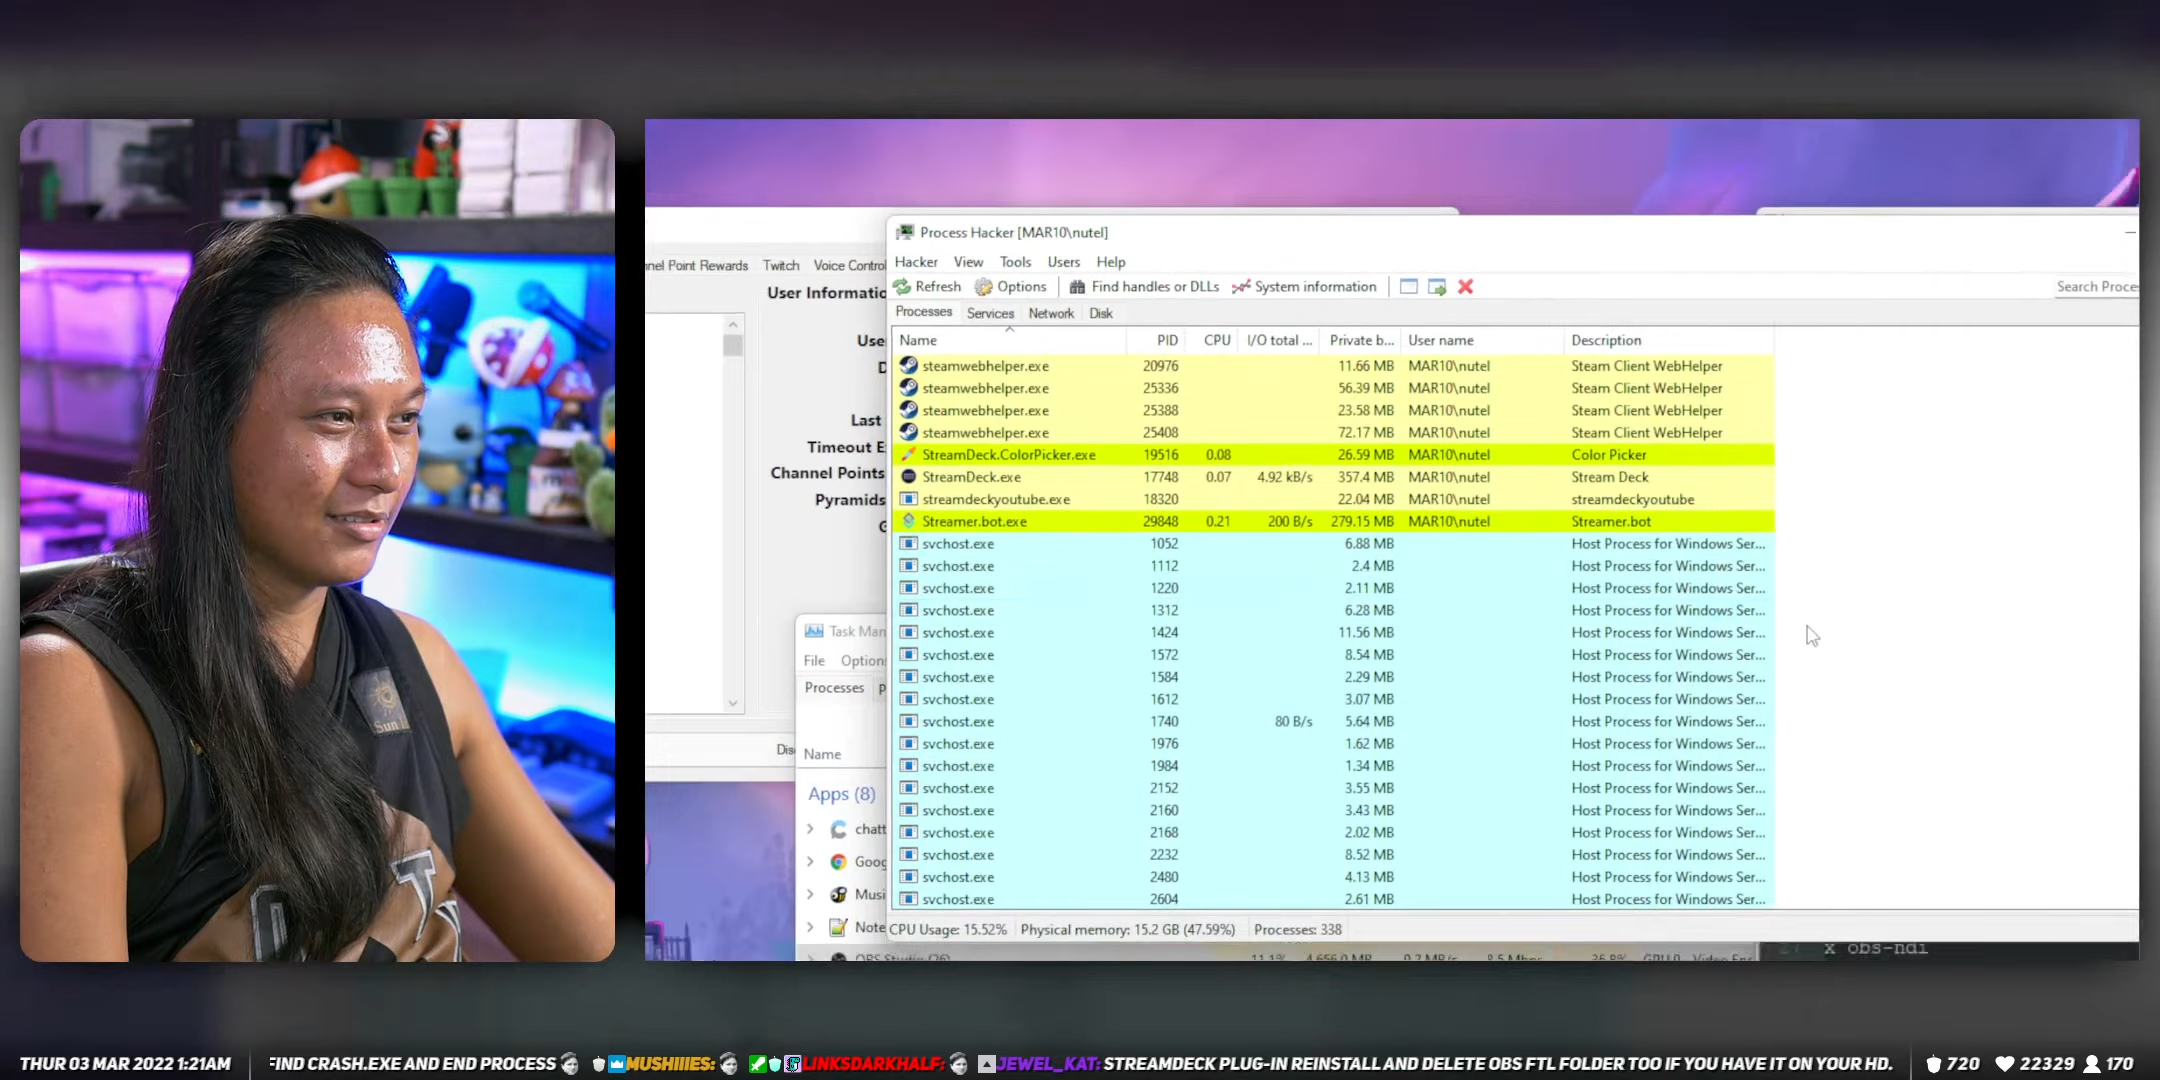 Process Hacker [MAR10\nutel]
Hacker View Tools Users Help
Refresh Options Find handles or DLLs System information Search Proce
Processes Services Network Disk
Name PID CPU I/O total ... Private b... User name Description
steamwebhelper.exe 20976 11.66 MB MAR10\nutel Steam Client WebHelper
steamwebhelper.exe 25336 56.39 MB MAR10\nutel Steam Client WebHelper
steamwebhelper.exe 25388 23.58 MB MAR10\nutel Steam Client WebHelper
steamwebhelper.exe 25408 72.17 MB MAR10\nutel Steam Client WebHelper
StreamDeck.ColorPicker.exe 19516 0.08 26.59 MB MAR10\nutel Color Picker
StreamDeck.exe 17748 0.07 4.92 kB/s 357.4 MB MAR10\nutel Stream Deck
streamdeckyoutube.exe 18320 22.04 MB MAR10\nutel streamdeckyoutube
Streamer.bot.exe 29848 0.21 200 B/s 279.15 MB MAR10\nutel Streamer.bot
svchost.exe 1052 6.88 MB Host Process for Windows Ser...
svchost.exe 1112 2.4 MB Host Process for Windows Ser...
svchost.exe 1220 2.11 MB Host Process for Windows Ser...
svchost.exe 1312 6.28 MB Host Process for Windows Ser...
svchost.exe 1424 11.56 MB Host Process for Windows Ser...
svchost.exe 1572 8.54 MB Host Process for Windows Ser...
svchost.exe 1584 2.29 MB Host Process for Windows Ser...
svchost.exe 1612 3.07 MB Host Process for Windows Ser...
svchost.exe 1740 80 B/s 5.64 MB Host Process for Windows Ser...
svchost.exe 1976 1.62 MB Host Process for Windows Ser...
svchost.exe 1984 1.34 MB Host Process for Windows Ser...
svchost.exe 2152 3.55 MB Host Process for Windows Ser...
svchost.exe 2160 3.43 MB Host Process for Windows Ser...
svchost.exe 2168 2.02 MB Host Process for Windows Ser...
svchost.exe 2232 8.52 MB Host Process for Windows Ser...
svchost.exe 2480 4.13 MB Host Process for Windows Ser...
svchost.exe 2604 2.61 MB Host Process for Windows Ser...
CPU Usage: 15.52% Physical memory: 15.2 GB (47.59%) Processes: 338
nel Point Rewards Twitch Voice Contro
User Informatio
Use
D
Last
Timeout E
Channel Points
Pyramids
Dis
Task Man
File Option
Processes P
Name
Apps (8)
chatt
Goog
Musi
Note
x obs-ndi
Sun
THUR 03 MAR 2022 1:21AM FIND CRASH.EXE AND END PROCESS MUSHIIIES: LINKSDARKHALF: JEWEL_KAT: STREAMDECK PLUG-IN REINSTALL AND DELETE OBS FTL FOLDER TOO IF YOU HAVE IT ON YOUR HD. 720 22329 170